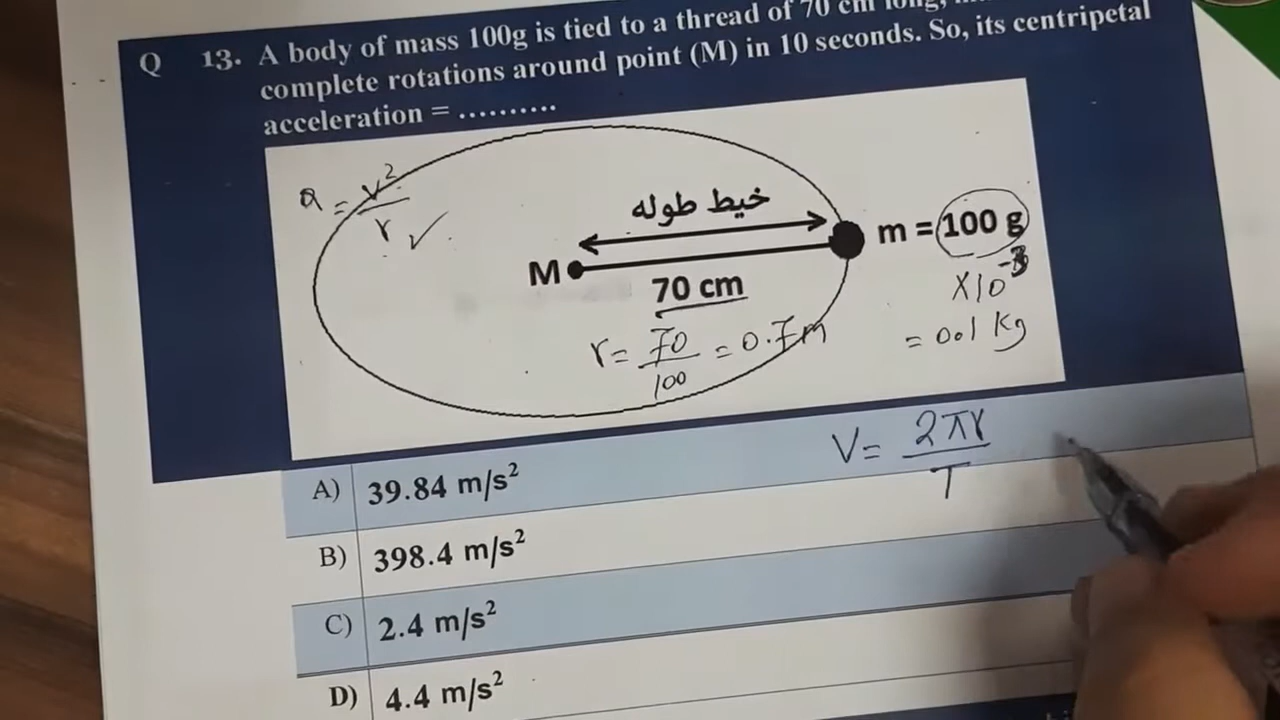 Q 13. A body of mass 100g is tied to a thread of 70 cm long,
complete rotations around point (M) in 10 seconds. So, its centripetal
acceleration = ..........
a = v²/r ✓
خيط طوله
M
m = 100 g
70 cm
×10⁻³
r = 70/100 = 0.7m
= 0.1 kg
V = 2πr/T
A) 39.84 m/s²
B) 398.4 m/s²
C) 2.4 m/s²
D) 4.4 m/s²